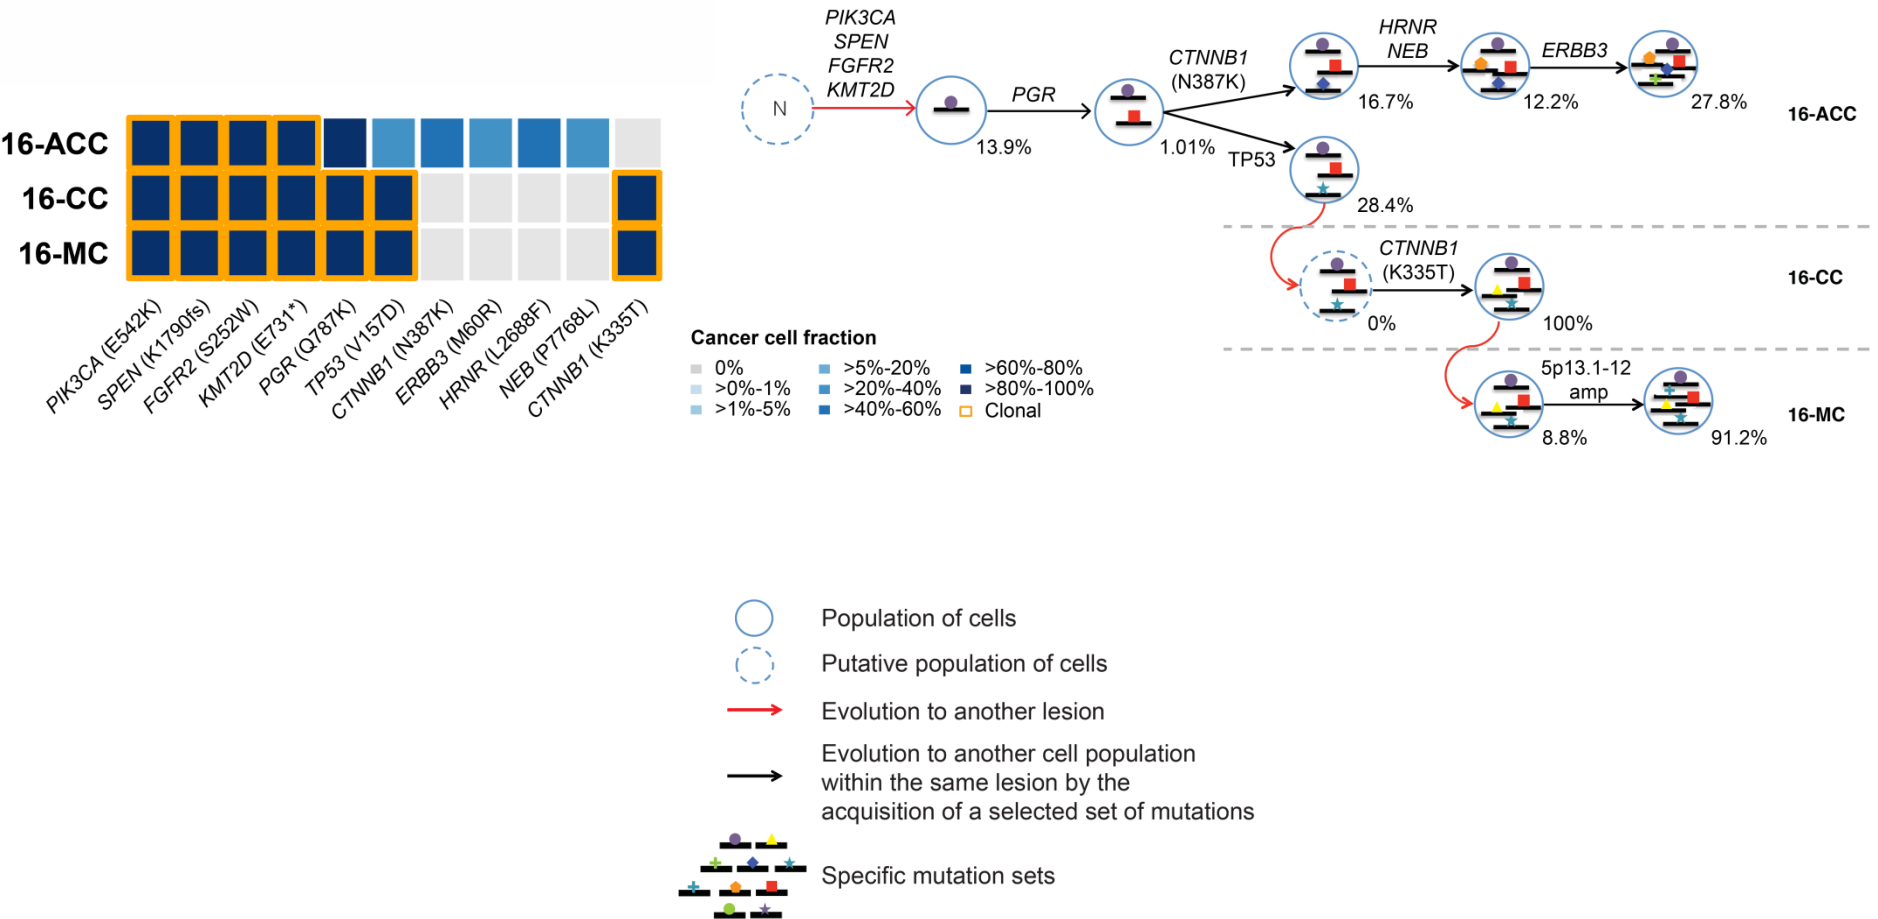 16-ACC
16-CC
16-MC
PIK3CA (E542K)
SPEN (K1790fs)
FGFR2 (S252W)
KMT2D (E731*)
PGR (Q787K)
TP53 (V157D)
CTNNB1 (N387K)
ERBB3 (M60R)
HRNR (L2688F)
NEB (P7768L)
CTNNB1 (K335T)
Cancer cell fraction
0%
>0%-1%
>1%-5%
>5%-20%
>20%-40%
>40%-60%
>60%-80%
>80%-100%
Clonal
N
PIK3CA
SPEN
FGFR2
KMT2D
13.9%
PGR
1.01%
CTNNB1
(N387K)
16.7%
HRNR
NEB
12.2%
ERBB3
27.8%
16-ACC
TP53
28.4%
0%
CTNNB1
(K335T)
100%
16-CC
8.8%
5p13.1-12
amp
91.2%
16-MC
Population of cells
Putative population of cells
Evolution to another lesion
Evolution to another cell population
within the same lesion by the
acquisition of a selected set of mutations
Specific mutation sets